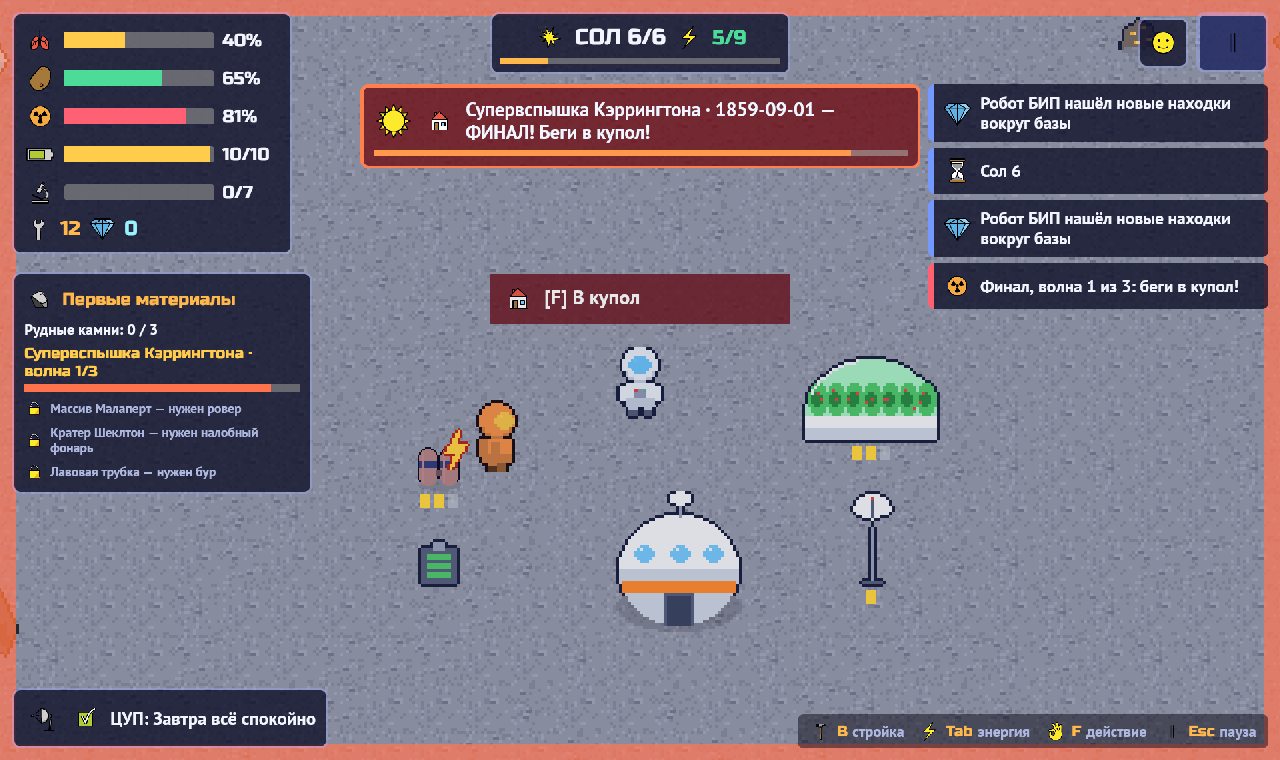 40%
65%
81%
10/10
0/7
12 0
СОЛ 6/6 5/9
Супервспышка Кэррингтона · 1859-09-01 —
ФИНАЛ! Беги в купол!
Робот БИП нашёл новые находки
вокруг базы
Сол 6
Робот БИП нашёл новые находки
вокруг базы
Финал, волна 1 из 3: беги в купол!
Первые материалы
Рудные камни: 0 / 3
Супервспышка Кэррингтона ·
волна 1/3
Массив Малаперт — нужен ровер
Кратер Шеклтон — нужен налобный
фонарь
Лавовая трубка — нужен бур
[F] В купол
ЦУП: Завтра всё спокойно
B стройка Tab энергия F действие Esc пауза